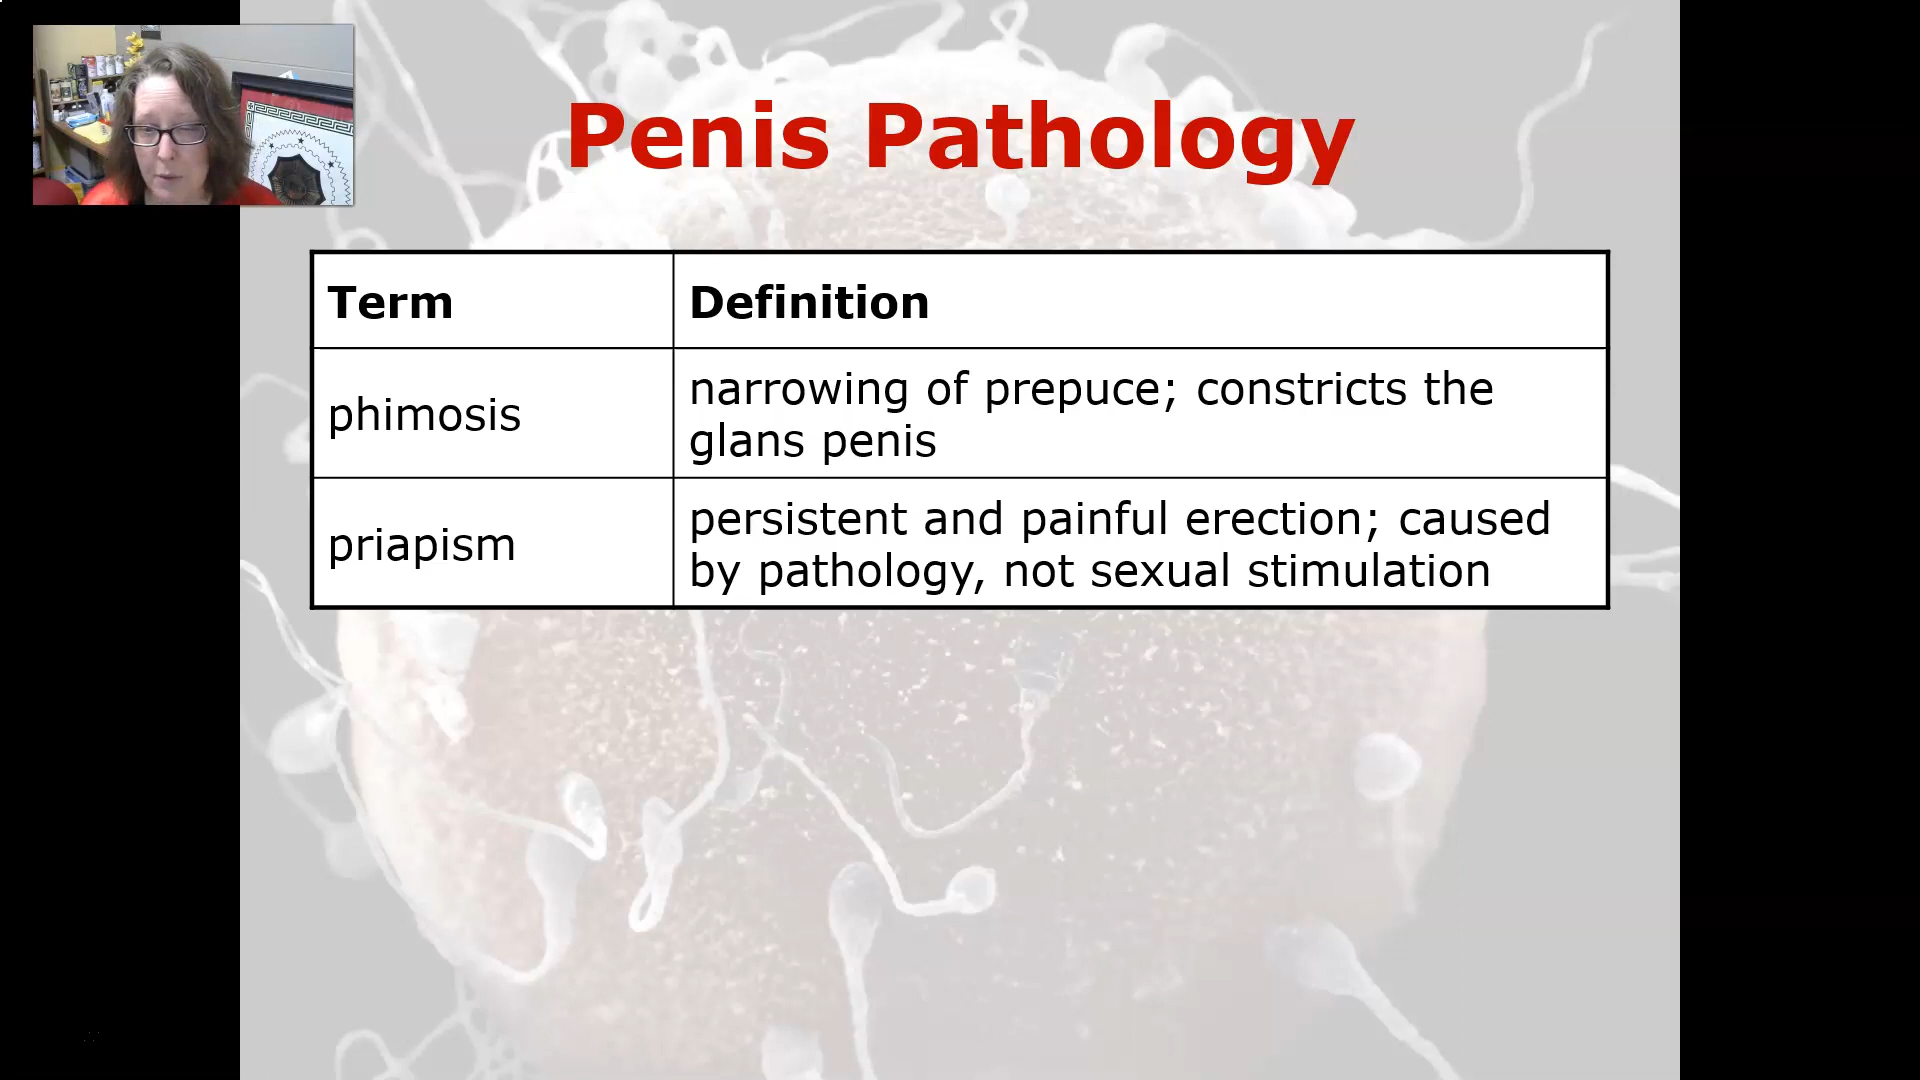 Penis Pathology
Term
Definition
phimosis
narrowing of prepuce; constricts the
glans penis
priapism
persistent and painful erection; caused
by pathology, not sexual stimulation